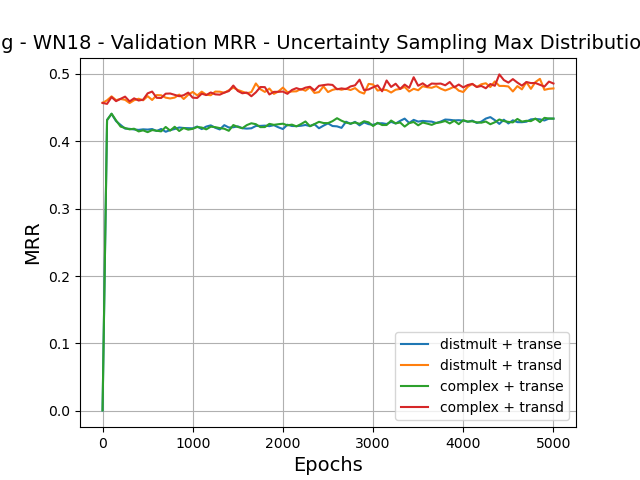 g - WN18 - Validation MRR - Uncertainty Sampling Max Distributio
0.5
0.4
0.3
0.2
0.1
0.0
MRR
distmult + transe
distmult + transd
complex + transe
complex + transd
0 1000 2000 3000 4000 5000
Epochs